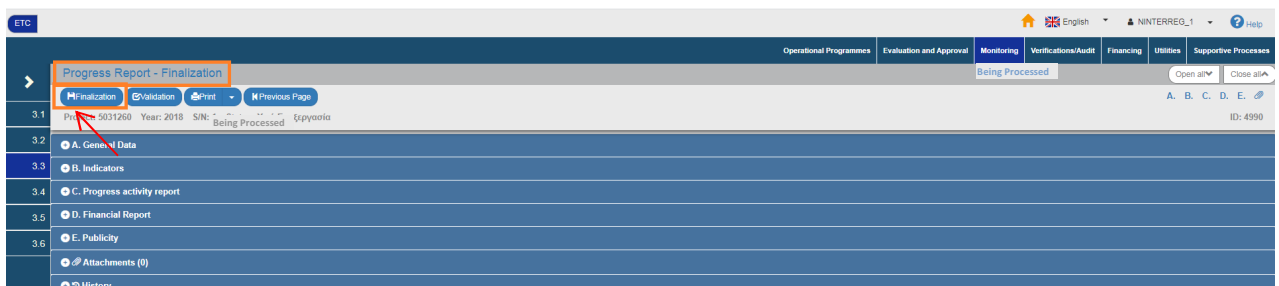 ETC English NINTERREG_1 Help
Operational Programmes Evaluation and Approval Monitoring Verifications/Audit Financing Utilities Supportive Processes
Progress Report - Finalization Being Processed Open all Close all
Finalization Validation Print Previous Page A. B. C. D. E.
3.1 Project: 5031260 Year: 2018 S/N: Being Processed ξεργασία ID: 4990
3.2 A. General Data
3.3 B. Indicators
3.4 C. Progress activity report
3.5 D. Financial Report
3.6 E. Publicity
Attachments (0)
History